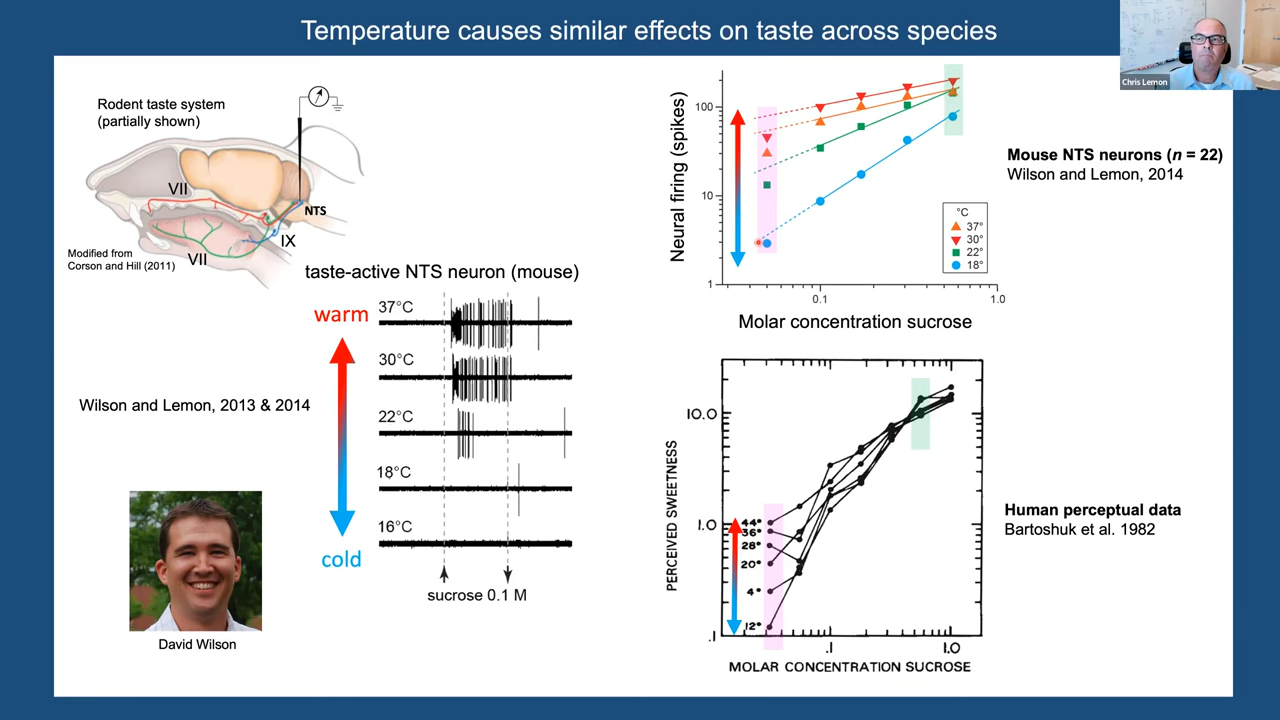 Temperature causes similar effects on taste across species
Chris Lemon
Rodent taste system
(partially shown)
VII
NTS
IX
VII
Modified from
Corson and Hill (2011)
taste-active NTS neuron (mouse)
warm
37°C
30°C
22°C
18°C
16°C
cold
sucrose 0.1 M
Wilson and Lemon, 2013 & 2014
David Wilson
Neural firing (spikes)
100
10
1
0.1
1.0
Molar concentration sucrose
°C
37°
30°
22°
18°
Mouse NTS neurons (n = 22)
Wilson and Lemon, 2014
PERCEIVED SWEETNESS
10.0
1.0
.1
44°
36°
28°
20°
4°
12°
.1
1.0
MOLAR CONCENTRATION SUCROSE
Human perceptual data
Bartoshuk et al. 1982